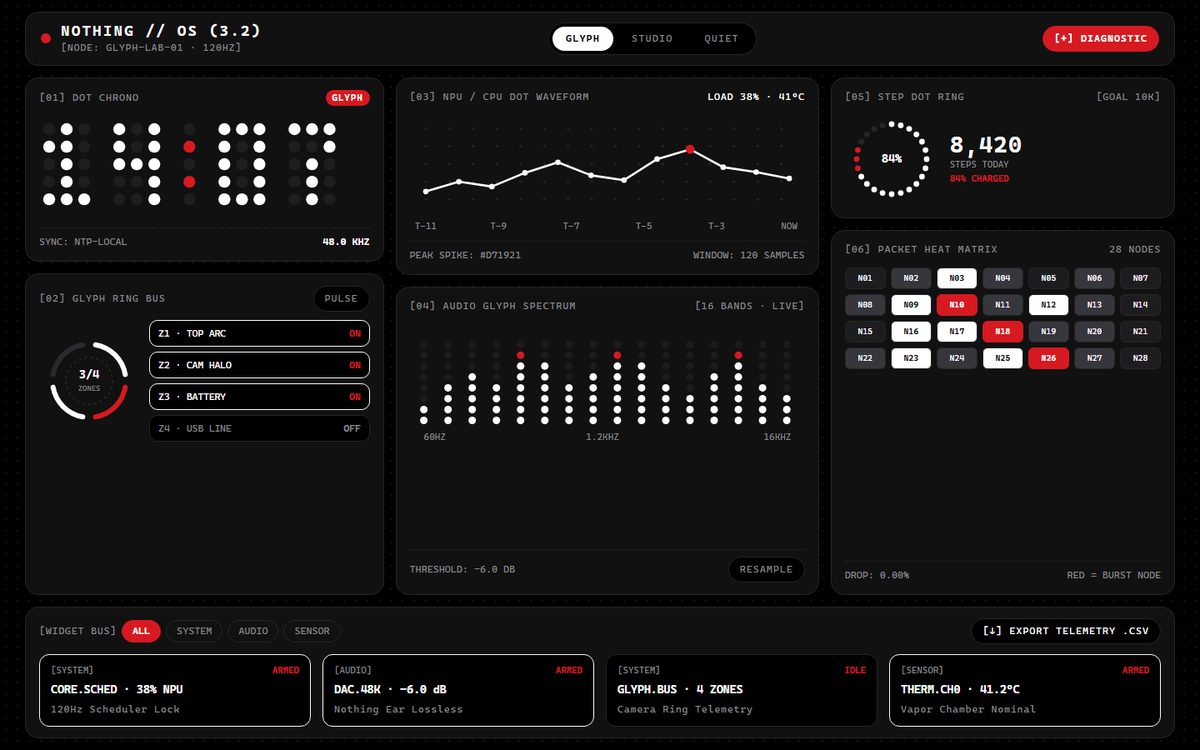 NOTHING // OS (3.2)
[NODE: GLYPH-LAB-01 · 120HZ]
GLYPH
STUDIO
QUIET
[+] DIAGNOSTIC
[01] DOT CHRONO
GLYPH
14:07
SYNC: NTP-LOCAL
48.0 KHZ
[02] GLYPH RING BUS
PULSE
3/4
ZONES
Z1 · TOP ARC ON
Z2 · CAM HALO ON
Z3 · BATTERY ON
Z4 · USB LINE OFF
[03] NPU / CPU DOT WAVEFORM
LOAD 38% · 41°C
T-11 T-9 T-7 T-5 T-3 NOW
PEAK SPIKE: #D71921
WINDOW: 120 SAMPLES
[04] AUDIO GLYPH SPECTRUM
[16 BANDS · LIVE]
60HZ 1.2KHZ 16KHZ
THRESHOLD: −6.0 DB
RESAMPLE
[05] STEP DOT RING
[GOAL 10K]
84%
8,420
STEPS TODAY
84% CHARGED
[06] PACKET HEAT MATRIX
28 NODES
N01 N02 N03 N04 N05 N06 N07
N08 N09 N10 N11 N12 N13 N14
N15 N16 N17 N18 N19 N20 N21
N22 N23 N24 N25 N26 N27 N28
DROP: 0.00%
RED = BURST NODE
[WIDGET BUS] ALL SYSTEM AUDIO SENSOR
[↓] EXPORT TELEMETRY .CSV
[SYSTEM] ARMED
CORE.SCHED · 38% NPU
120Hz Scheduler Lock
[AUDIO] ARMED
DAC.48K · −6.0 dB
Nothing Ear Lossless
[SYSTEM] IDLE
GLYPH.BUS · 4 ZONES
Camera Ring Telemetry
[SENSOR] ARMED
THERM.CH0 · 41.2°C
Vapor Chamber Nominal